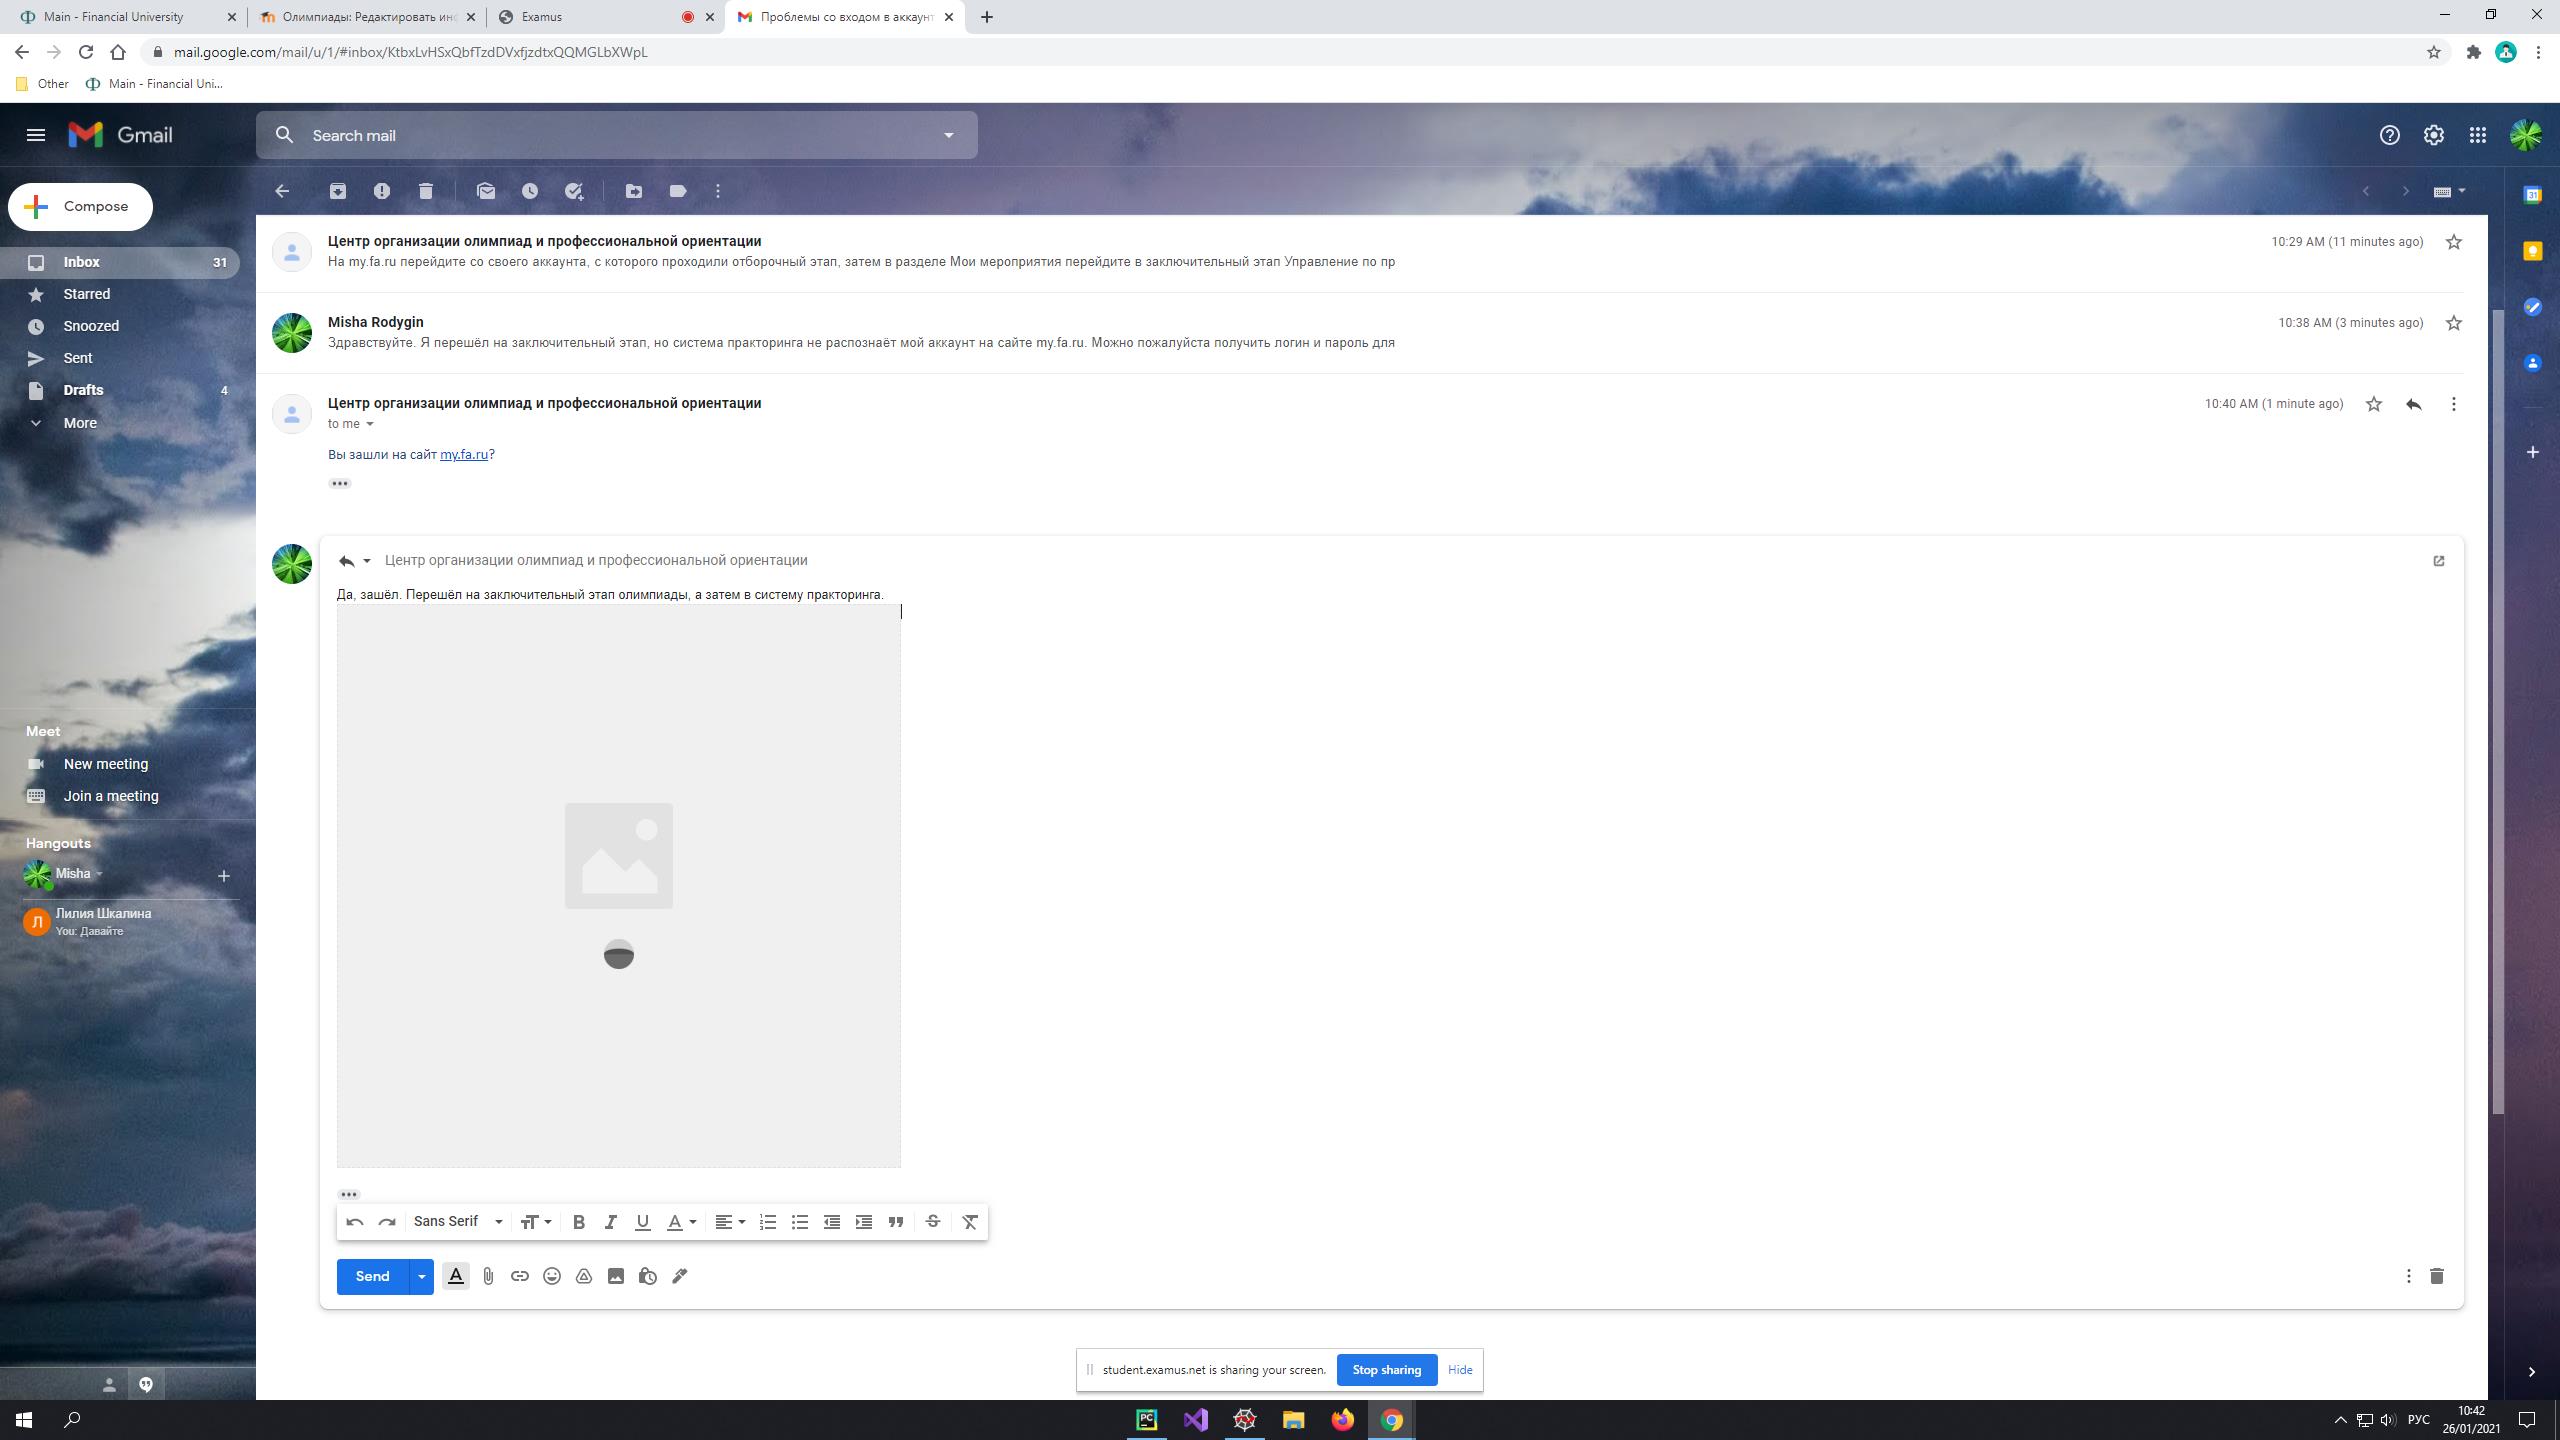 Main - Financial University
Олимпиады: Редактировать ин
Examus
Проблемы со входом в аккаунт
mail.google.com/mail/u/1/#inbox/KtbxLvHSxQbfTzdDVxfjzdtxQQMGLbXWpL
Other
Main - Financial Uni...
Gmail
Search mail
Compose
Inbox 31
Starred
Snoozed
Sent
Drafts 4
More
Meet
New meeting
Join a meeting
Hangouts
Misha
Л
Лилия Шкалина
You: Давайте
31
Центр организации олимпиад и профессиональной ориентации
10:29 AM (11 minutes ago)
На my.fa.ru перейдите со своего аккаунта, с которого проходили отборочный этап, затем в разделе Мои мероприятия перейдите в заключительный этап Управление по пр
Misha Rodygin
10:38 AM (3 minutes ago)
Здравствуйте. Я перешёл на заключительный этап, но система практоринга не распознаёт мой аккаунт на сайте my.fa.ru. Можно пожалуйста получить логин и пароль для
Центр организации олимпиад и профессиональной ориентации
10:40 AM (1 minute ago)
to me
Вы зашли на сайт my.fa.ru?
Центр организации олимпиад и профессиональной ориентации
Да, зашёл. Перешёл на заключительный этап олимпиады, а затем в систему практоринга.
Sans Serif
Send
student.examus.net is sharing your screen.
Stop sharing
Hide
PC
РУС
10:42
26/01/2021